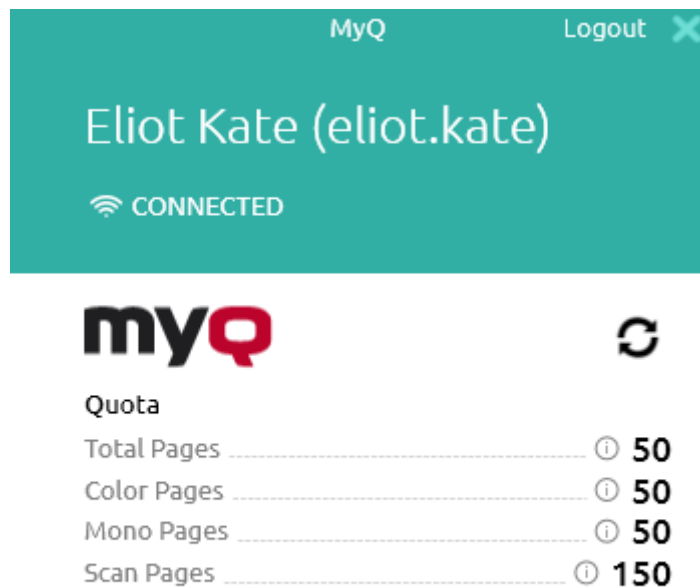 MyQ Logout
Eliot Kate (eliot.kate)
CONNECTED
myQ
Quota
Total Pages 50
Color Pages 50
Mono Pages 50
Scan Pages 150